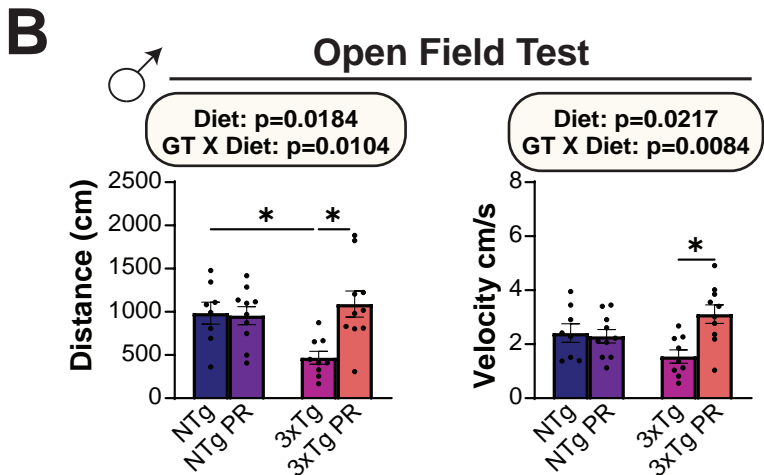 B
Open Field Test
Diet: p=0.0184
GT X Diet: p=0.0104
Distance (cm)
2500
2000
1500
1000
500
0
*
*
NTg
NTg PR
3xTg
3xTg PR
Diet: p=0.0217
GT X Diet: p=0.0084
Velocity cm/s
8
6
4
2
0
*
NTg
NTg PR
3xTg
3xTg PR